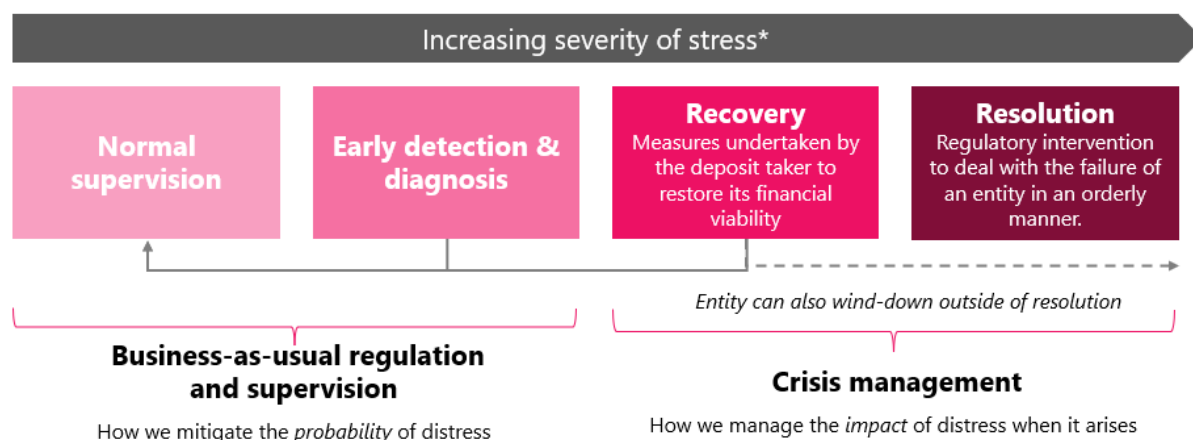 Increasing severity of stress*
Normal
supervision
Early detection &
diagnosis
Recovery
Measures undertaken by
the deposit taker to
restore its financial
viability
Resolution
Regulatory intervention
to deal with the failure of
an entity in an orderly
manner.
Entity can also wind-down outside of resolution
Business-as-usual regulation
and supervision
How we mitigate the probability of distress
Crisis management
How we manage the impact of distress when it arises